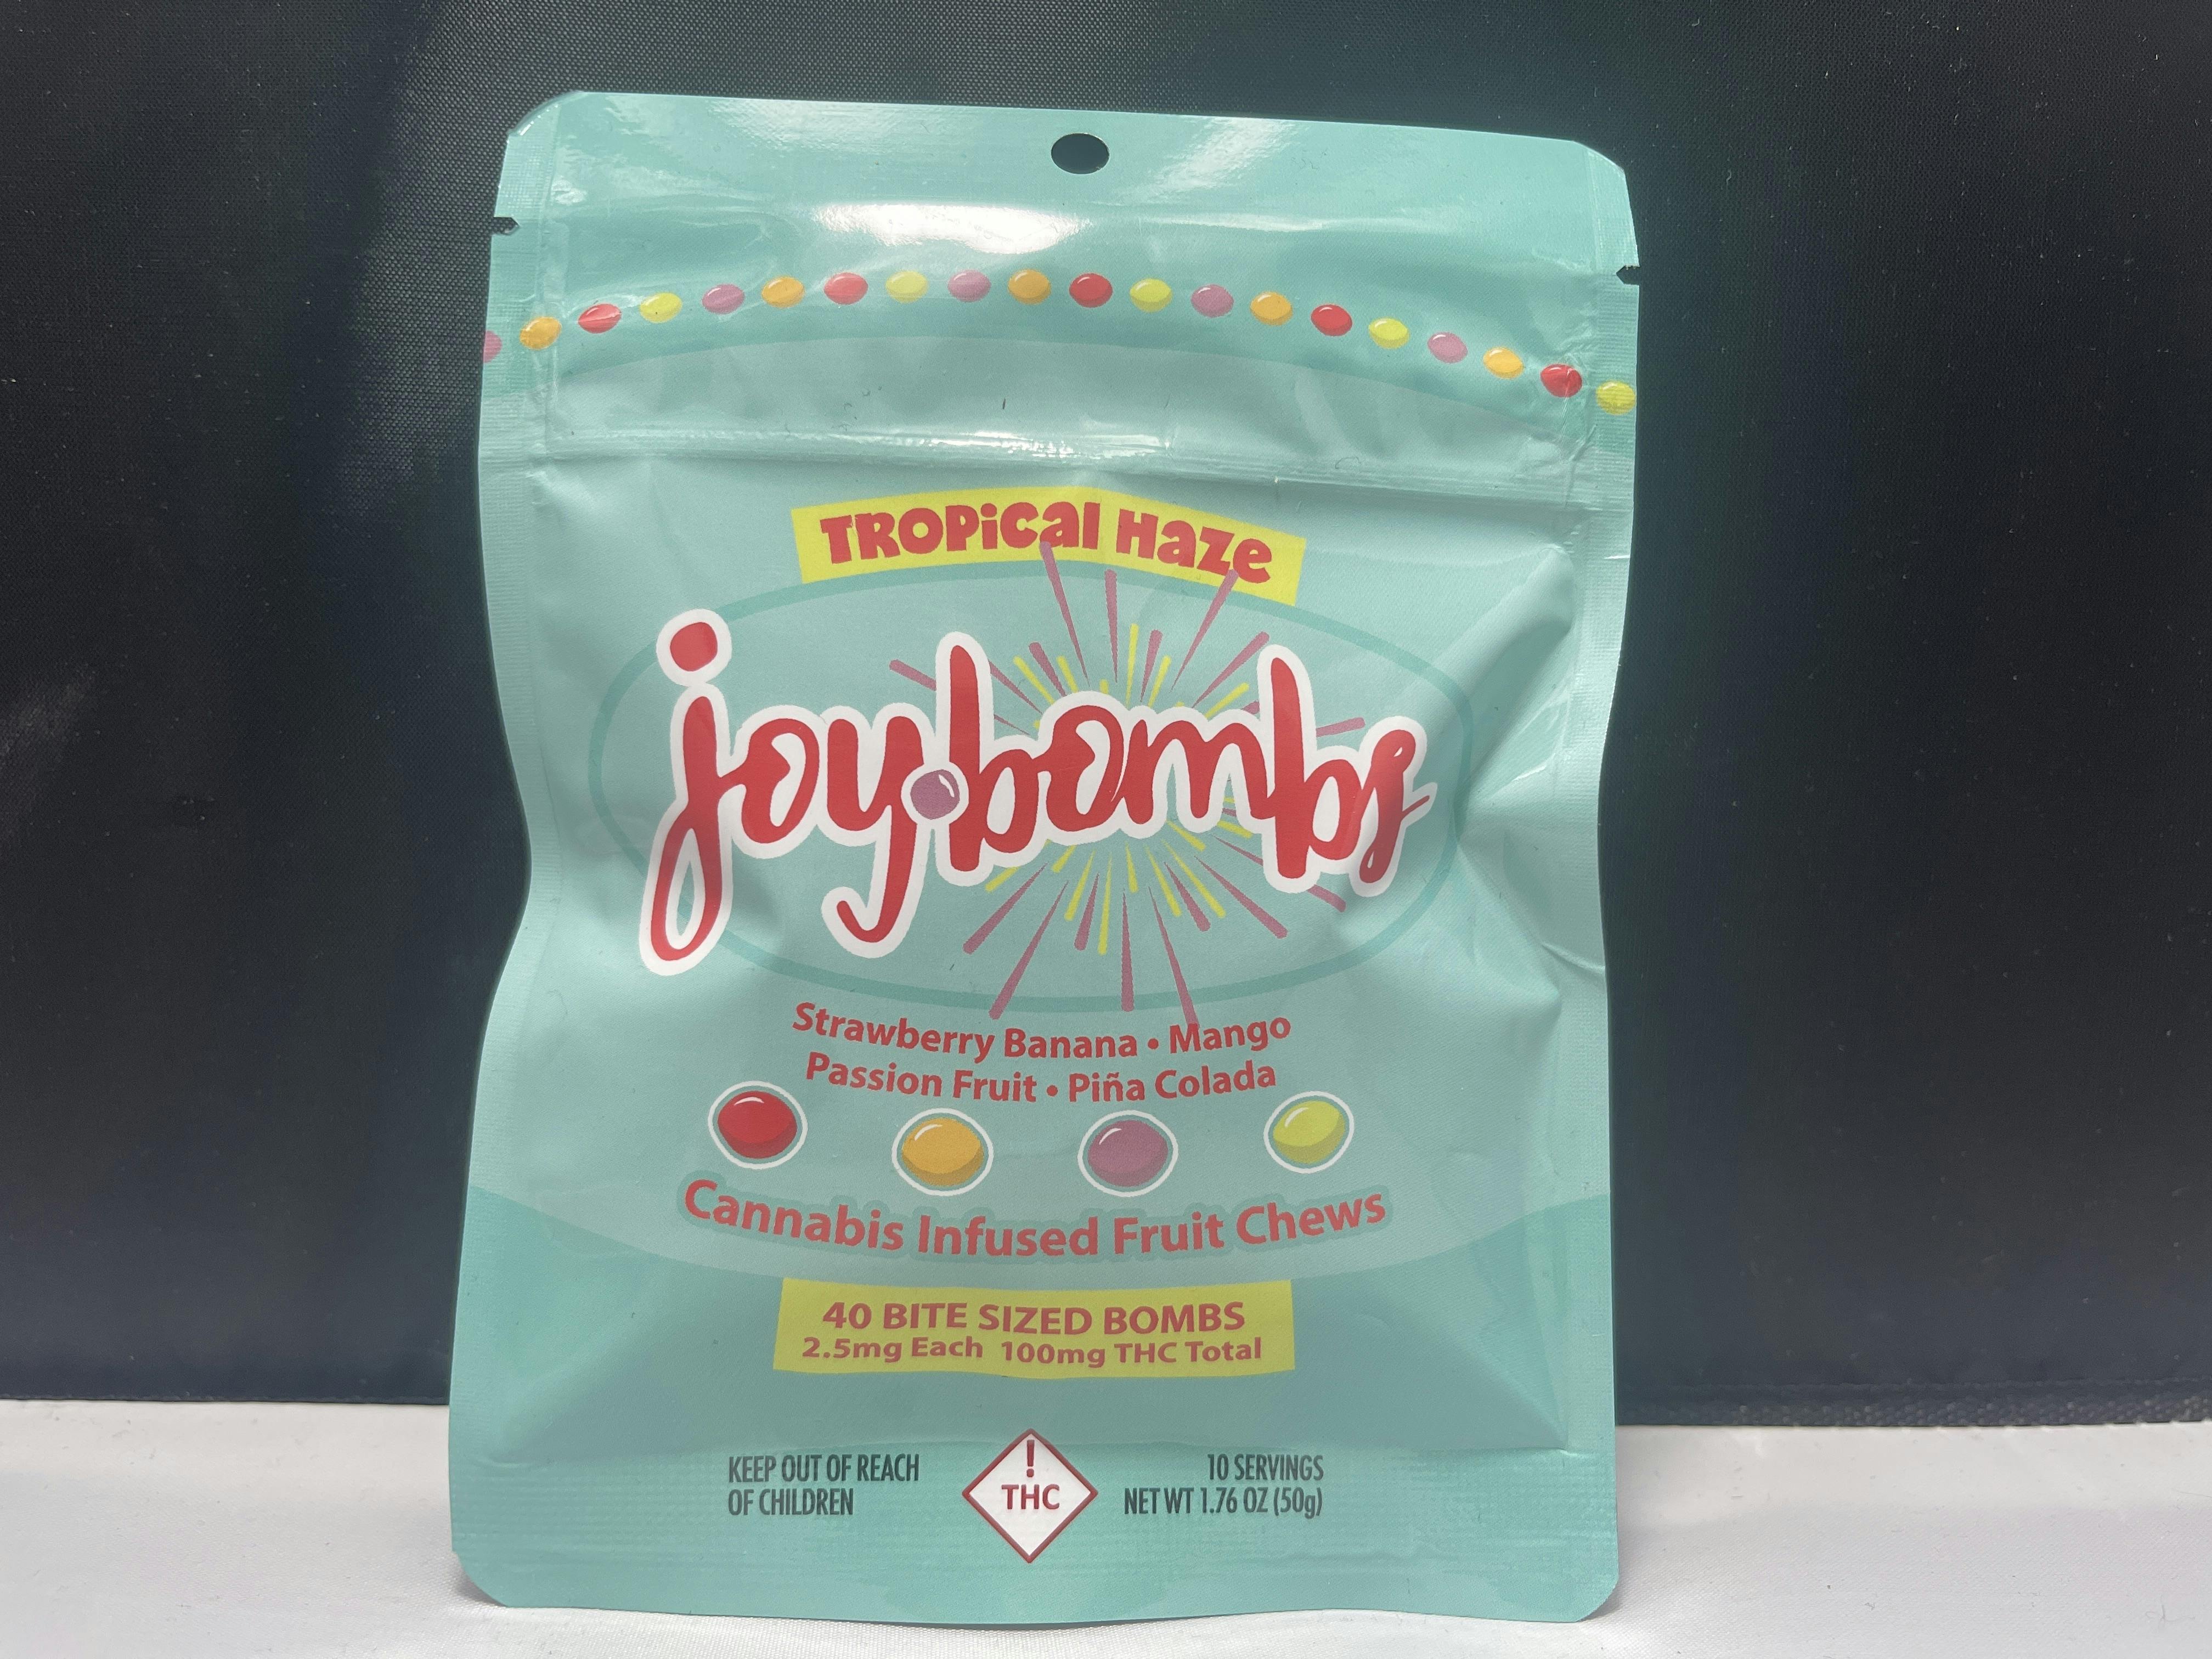 TROPiCal Haze
joy•bombs
Strawberry Banana • Mango
Passion Fruit • Piña Colada
Cannabis Infused Fruit Chews
40 BITE SIZED BOMBS
2.5mg Each 100mg THC Total
KEEP OUT OF REACH
OF CHILDREN
!
THC
10 SERVINGS
NET WT 1.76 OZ (50g)